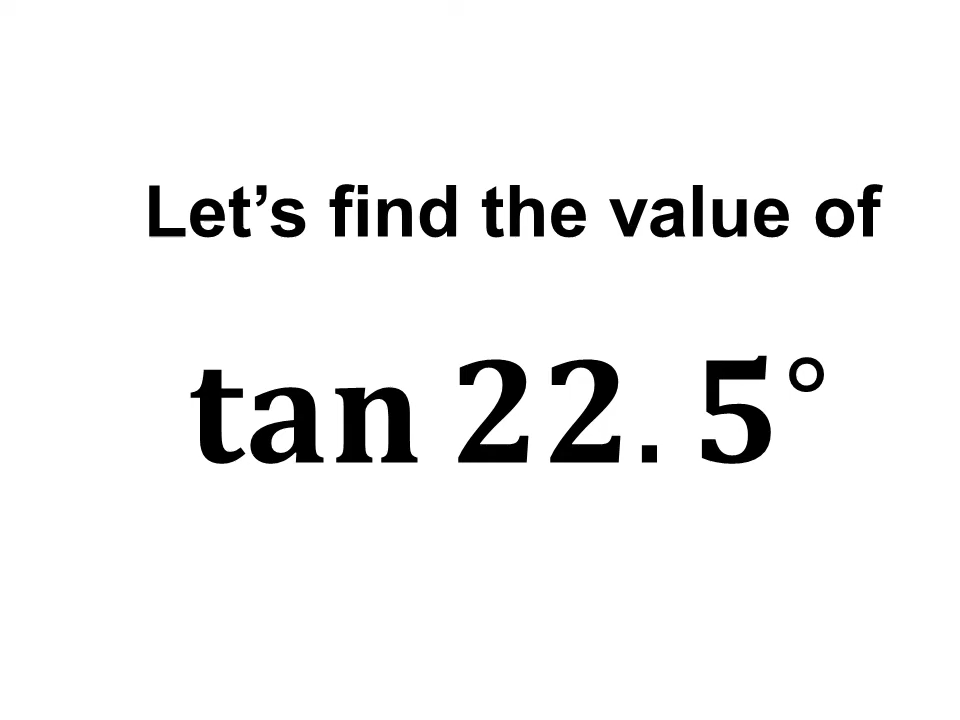 Let’s find the value of
tan 22. 5°